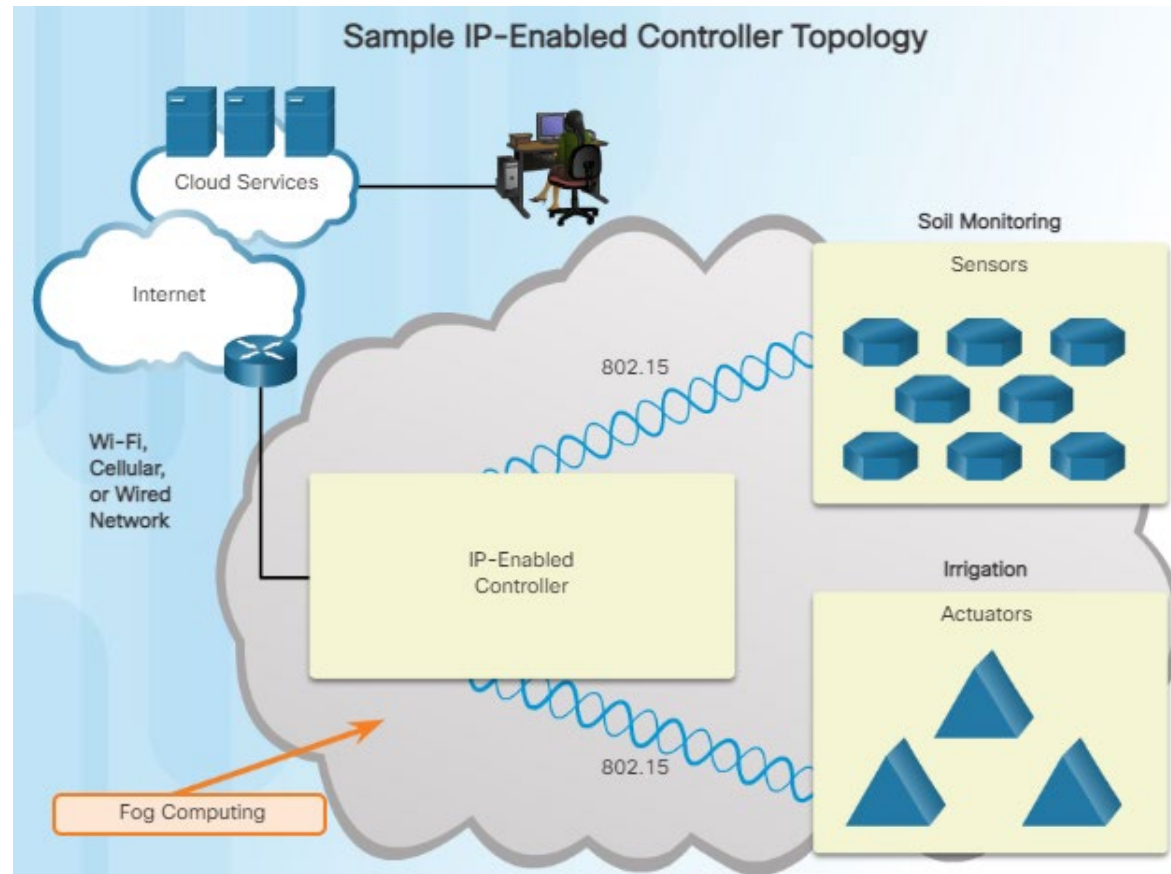 Sample IP-Enabled Controller Topology
Cloud Services
Internet
Wi-Fi,
Cellular,
or Wired
Network
802.15
IP-Enabled
Controller
802.15
Fog Computing
Soil Monitoring
Sensors
Irrigation
Actuators